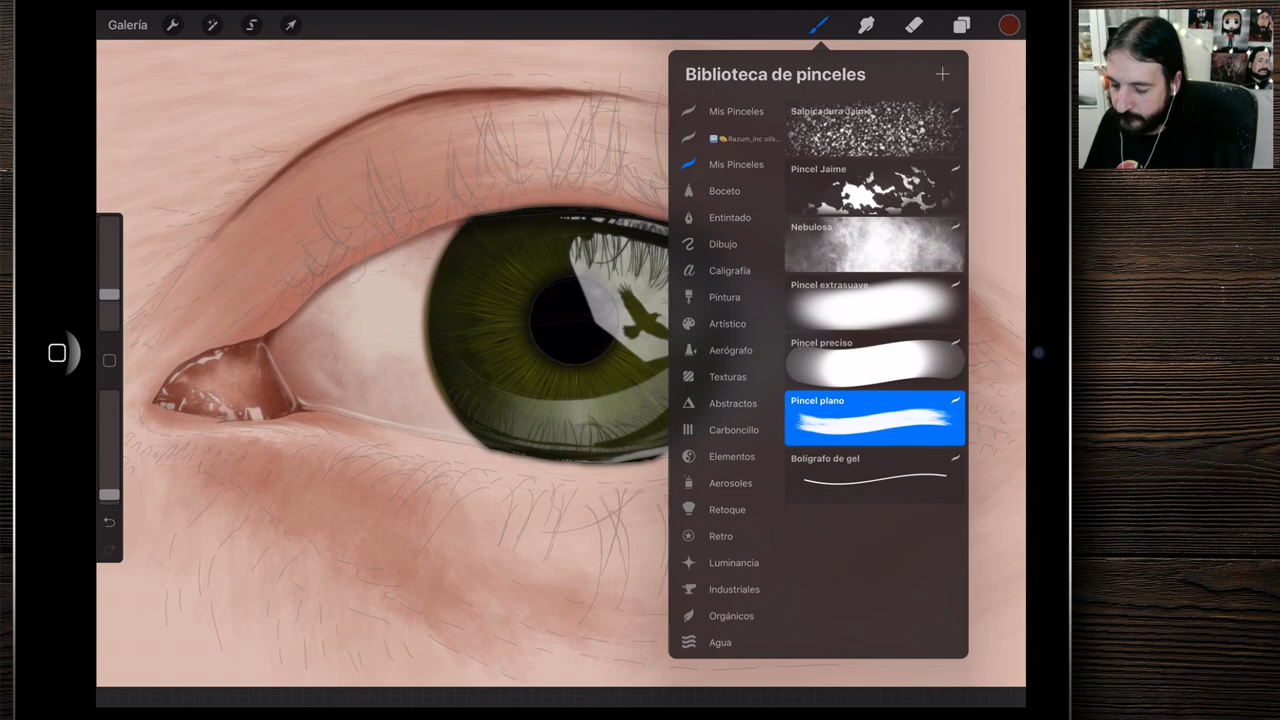 Galería
Biblioteca de pinceles
Mis Pinceles
Razum_inc oils...
Mis Pinceles
Boceto
Entintado
Dibujo
Caligrafía
Pintura
Artístico
Aerógrafo
Texturas
Abstractos
Carboncillo
Elementos
Aerosoles
Retoque
Retro
Luminancia
Industriales
Orgánicos
Agua
Salpicadura Jaime
Pincel Jaime
Nebulosa
Pincel extrasuave
Pincel preciso
Pincel plano
Bolígrafo de gel